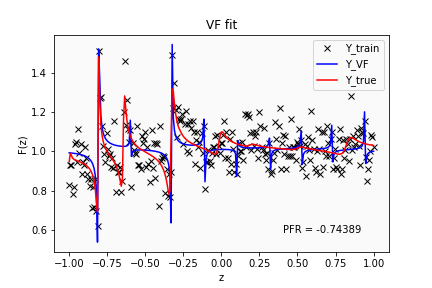 VF fit
Y_train
Y_VF
Y_true
F(z)
1.4
1.2
1.0
0.8
0.6
PFR = -0.74389
−1.00 −0.75 −0.50 −0.25 0.00 0.25 0.50 0.75 1.00
z